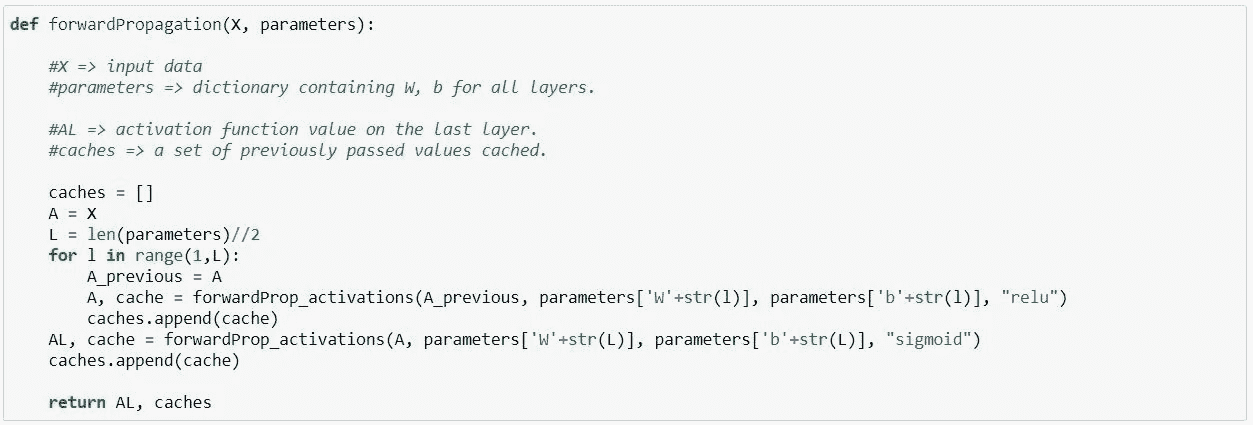 def forwardPropagation(X, parameters):
#X => input data
#parameters => dictionary containing W, b for all layers.
#AL => activation function value on the last layer.
#caches => a set of previously passed values cached.
caches = []
A = X
L = len(parameters)//2
for l in range(1,L):
A_previous = A
A, cache = forwardProp_activations(A_previous, parameters['W'+str(l)], parameters['b'+str(l)], "relu")
caches.append(cache)
AL, cache = forwardProp_activations(A, parameters['W'+str(L)], parameters['b'+str(L)], "sigmoid")
caches.append(cache)
return AL, caches